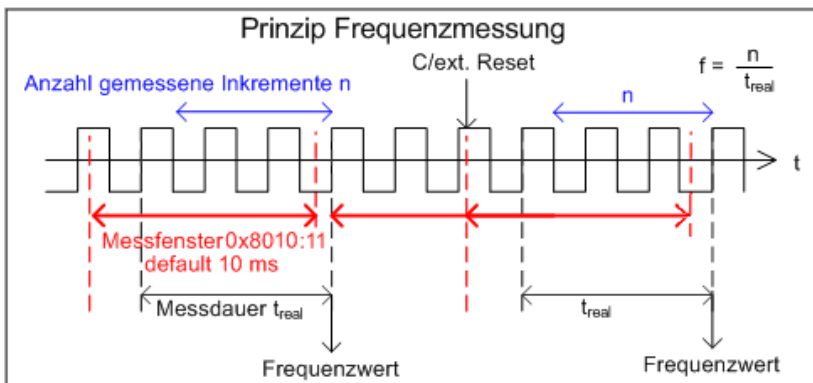 Prinzip Frequenzmessung
C/ext. Reset
f = n / t_real
Anzahl gemessene Inkremente n
n
t
Messfenster 0x8010:11
default 10 ms
Messdauer t_real
t_real
Frequenzwert
Frequenzwert